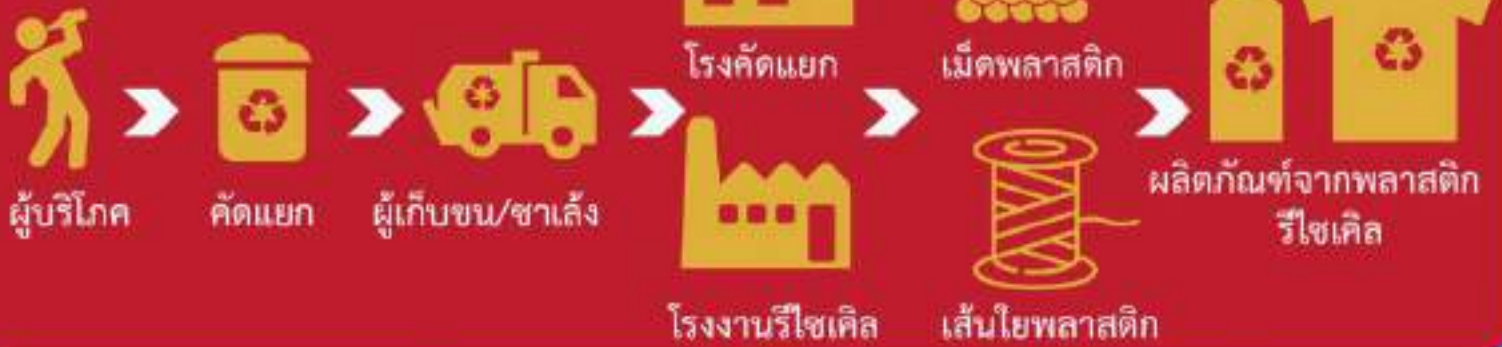 ผู้บริโภค
คัดแยก
ผู้เก็บขน/ซาเล้ง
โรงคัดแยก
โรงงานรีไซเคิล
เม็ดพลาสติก
เส้นใยพลาสติก
ผลิตภัณฑ์จากพลาสติก
รีไซเคิล